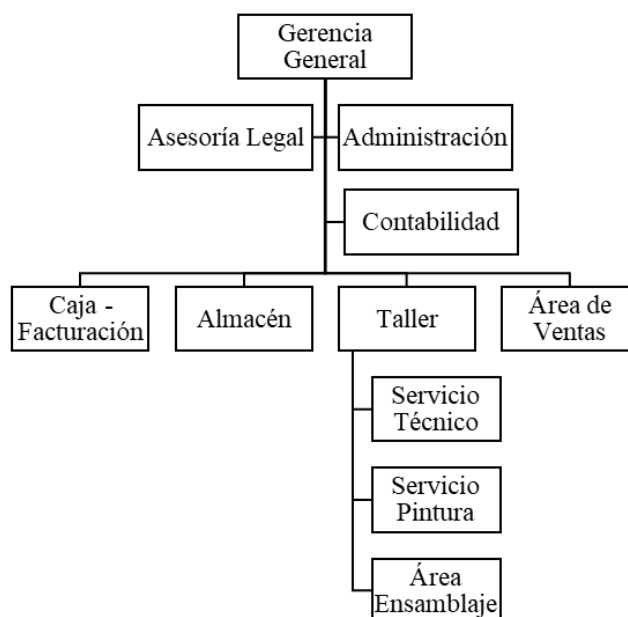 Gerencia
General
Asesoría Legal
Administración
Contabilidad
Caja -
Facturación
Almacén
Taller
Área de
Ventas
Servicio
Técnico
Servicio
Pintura
Área
Ensamblaje